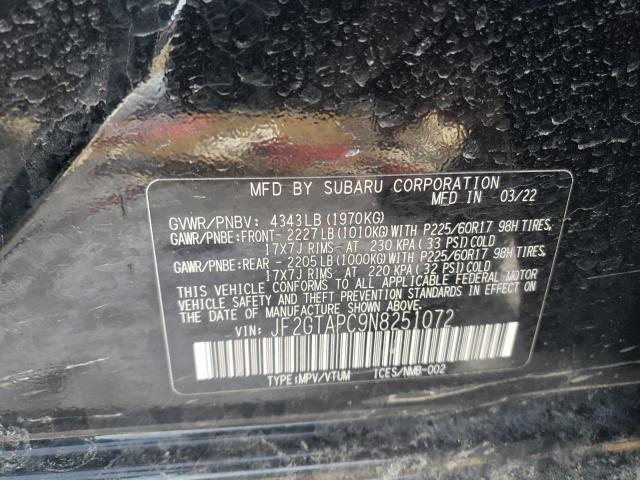 MFD BY SUBARU CORPORATION
MADE IN 03/22
GVWR/PNBV: 4343LB(1970KG)
GAWR/PNBE:FRONT- 2227LB(1010KG)WITH P225/60R17 98H TIRES,
17X7J RIMS- AT 230 KPA(33 PSI)COLD
GAWR/PNBE:REAR - 2205LB(1000KG)WITH P225/60R17 98H TIRES,
17X7J RIMS- AT 220 KPA(32 PSI)COLD
THIS VEHICLE CONFORMS TO ALL APPLICABLE FEDERAL MOTOR
VEHICLE SAFETY AND THEFT PREVENTION STANDARDS IN EFFECT ON
THE DATE OF MANUFACTURE SHOWN ABOVE.
VIN: JF2GTAPC9N8251072
TYPE:MPV/VTUM ICES/NMB-002